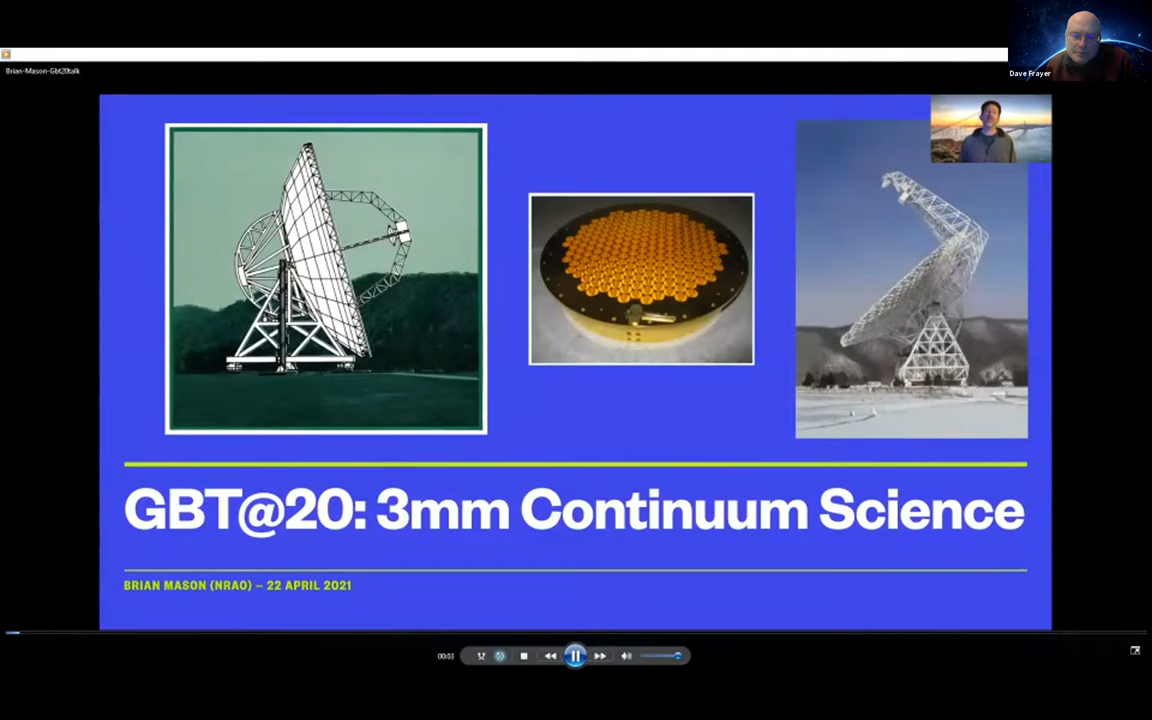 Dave Frayer
Brian-Mason-Gbt20talk
GBT@20: 3mm Continuum Science
BRIAN MASON (NRAO) – 22 APRIL 2021
00:03